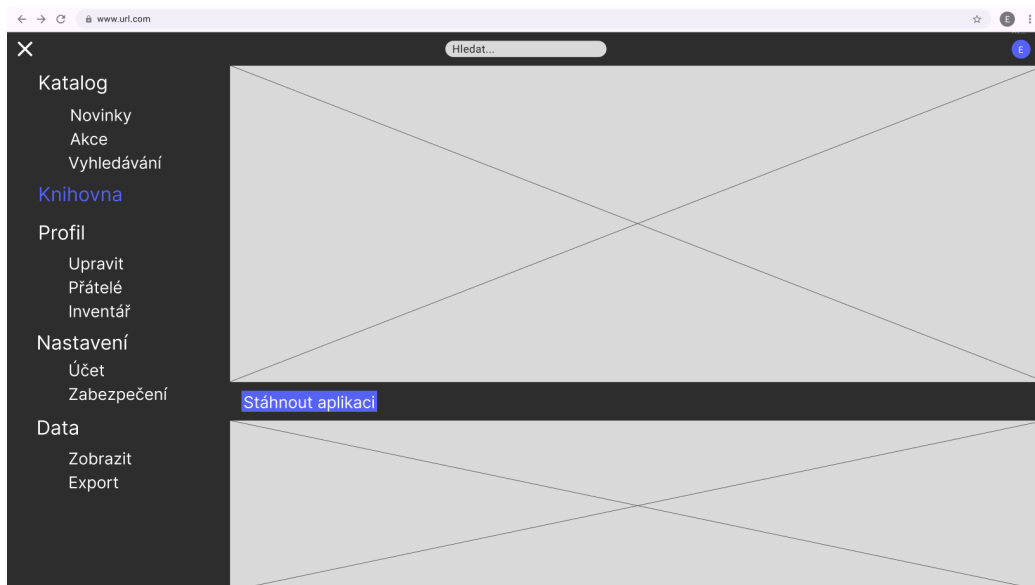 www.url.com
E
Hledat...
E
Katalog
Novinky
Akce
Vyhledávání
Knihovna
Profil
Upravit
Přátelé
Inventář
Nastavení
Účet
Zabezpečení
Data
Zobrazit
Export
Stáhnout aplikaci